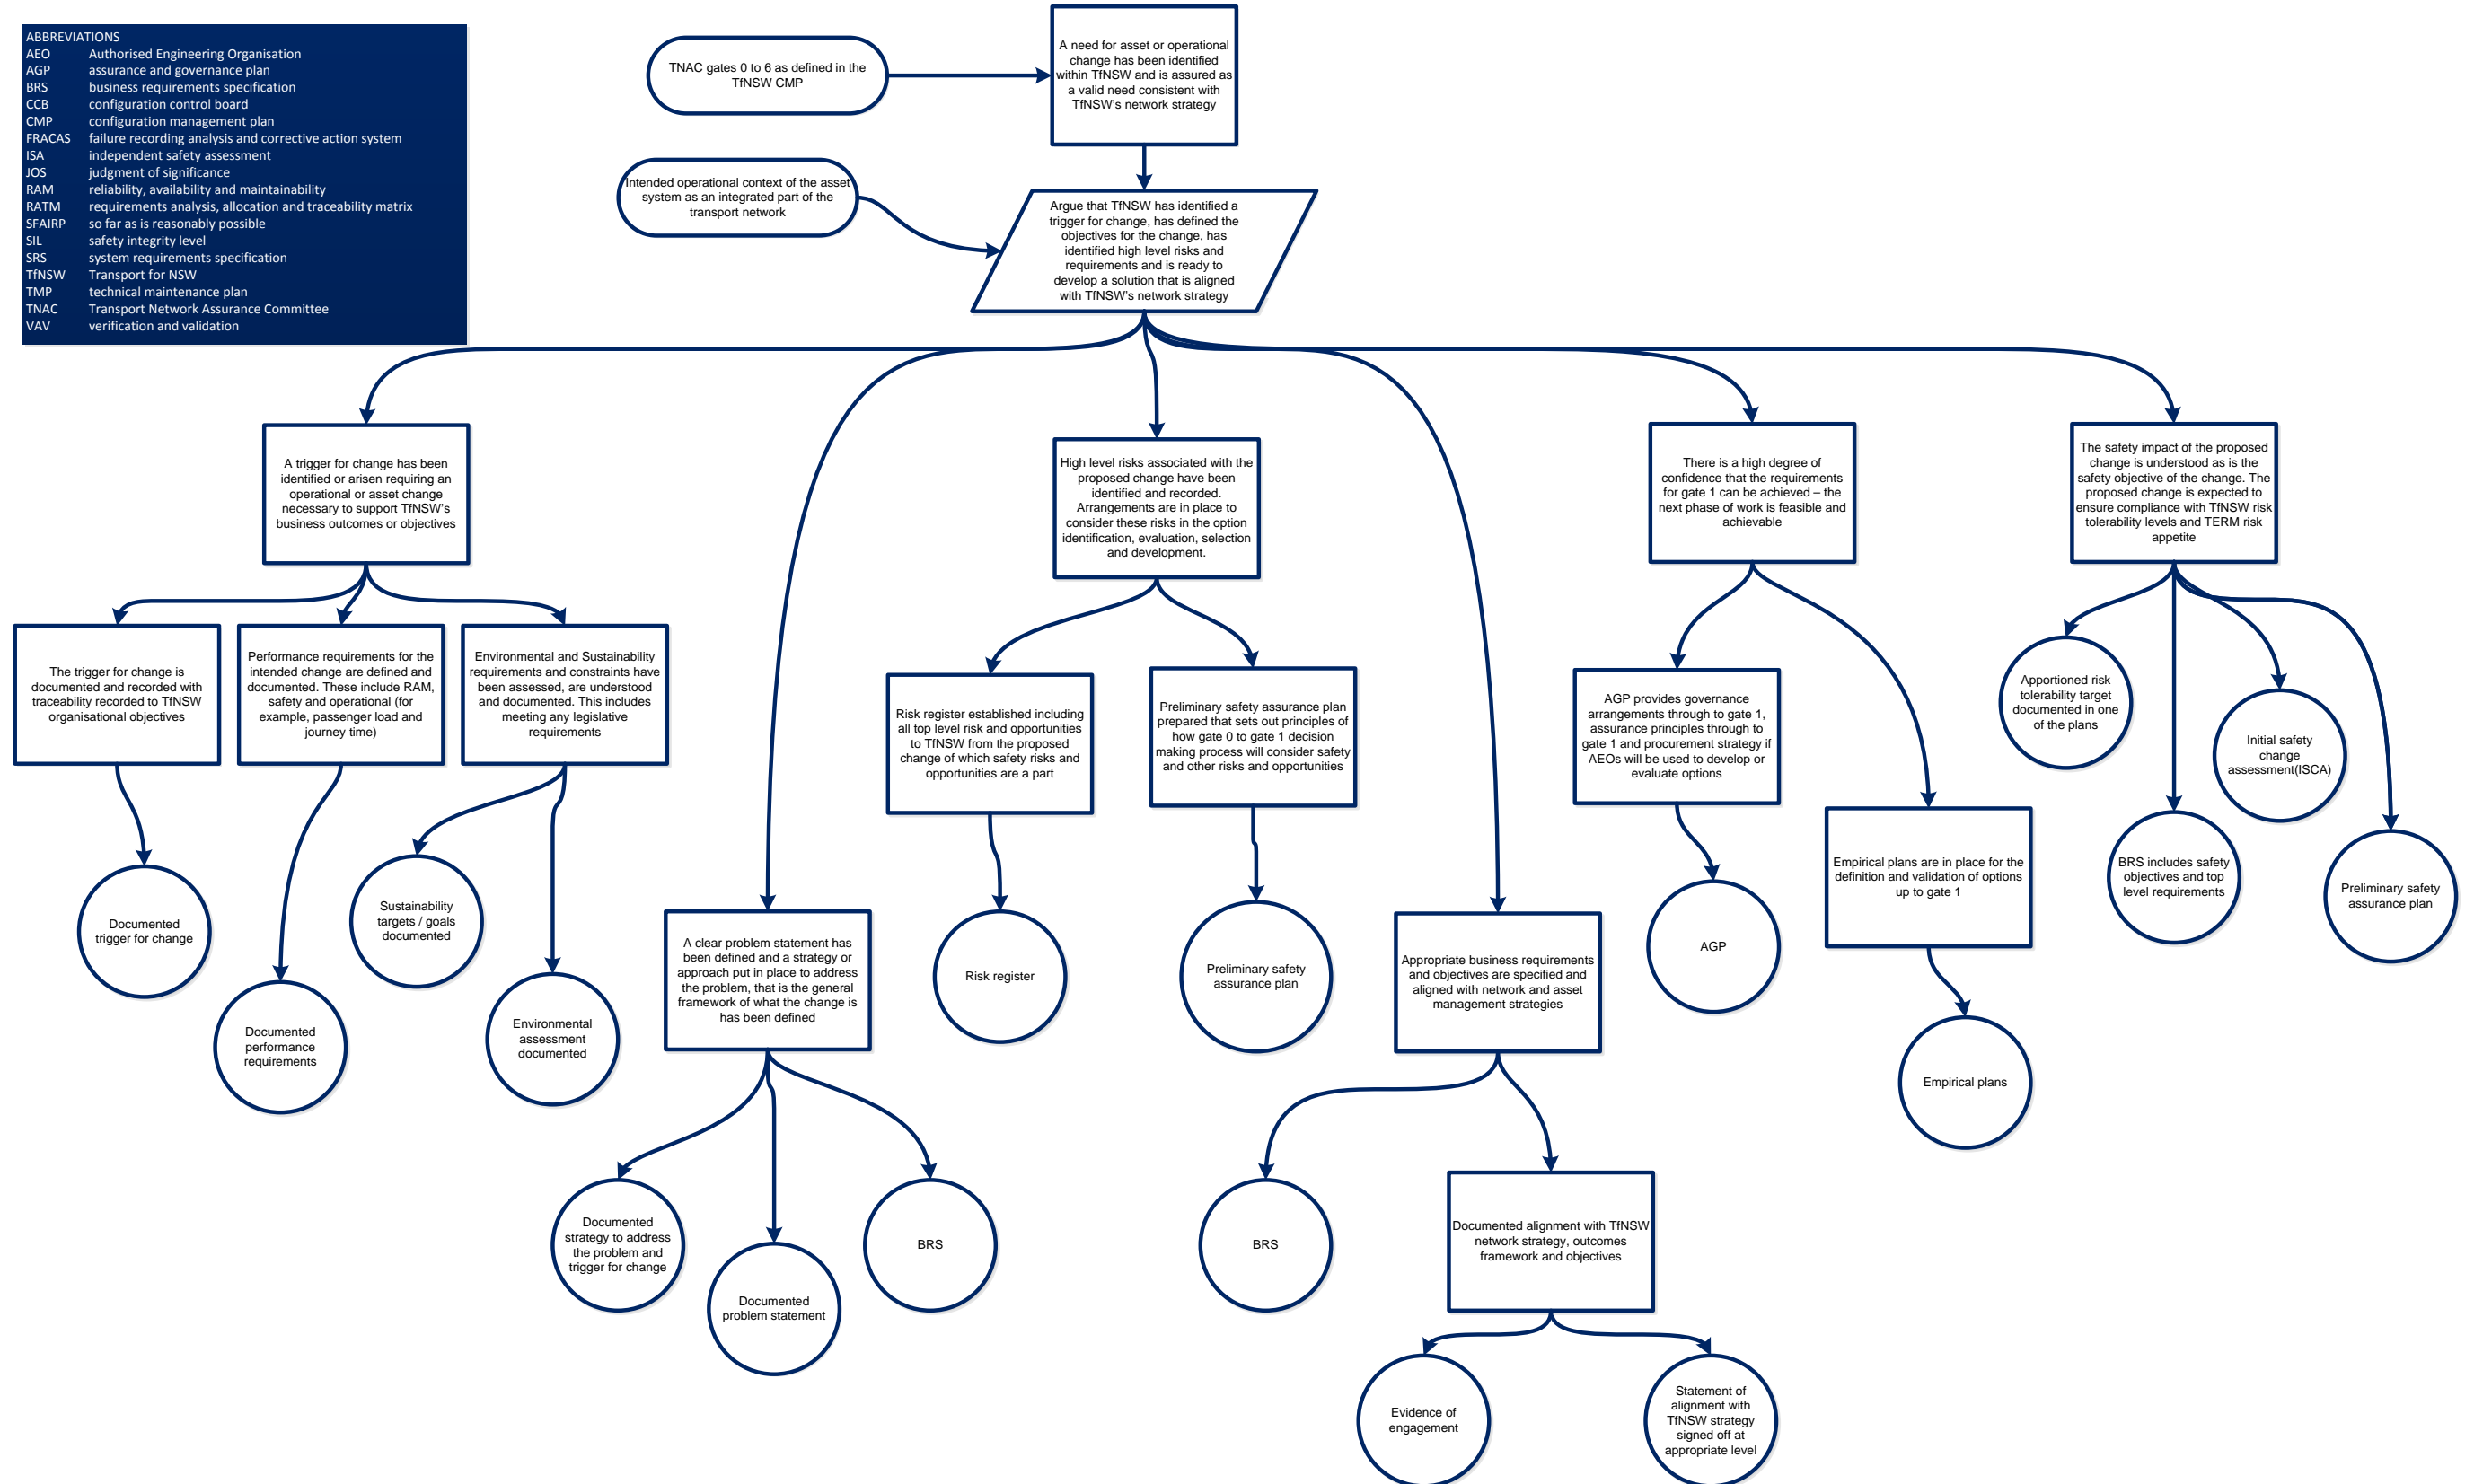 ABBREVIATIONS
AEO Authorised Engineering Organisation
AGP assurance and governance plan
BRS business requirements specification
CCB configuration control board
CMP configuration management plan
FRACAS failure recording analysis and corrective action system
ISA independent safety assessment
JOS judgment of significance
RAM reliability, availability and maintainability
RATM requirements analysis, allocation and traceability matrix
SFAIRP so far as is reasonably possible
SIL safety integrity level
SRS system requirements specification
TfNSW Transport for NSW
TMP technical maintenance plan
TNAC Transport Network Assurance Committee
VAV verification and validation
TNAC gates 0 to 6 as defined in the
TfNSW CMP
A need for asset or operational
change has been identified
within TfNSW and is assured as
a valid need consistent with
TfNSW's network strategy
Intended operational context of the asset
system as an integrated part of the
transport network
Argue that TfNSW has identified a
trigger for change, has defined the
objectives for the change, has
identified high level risks and
requirements and is ready to
develop a solution that is aligned
with TfNSW's network strategy
A trigger for change has been
identified or arisen requiring an
operational or asset change
necessary to support TfNSW's
business outcomes or objectives
High level risks associated with the
proposed change have been
identified and recorded.
Arrangements are in place to
consider these risks in the option
identification, evaluation, selection
and development.
There is a high degree of
confidence that the requirements
for gate 1 can be achieved – the
next phase of work is feasible and
achievable
The safety impact of the proposed
change is understood as is the
safety objective of the change. The
proposed change is expected to
ensure compliance with TfNSW risk
tolerability levels and TERM risk
appetite
The trigger for change is
documented and recorded with
traceability recorded to TfNSW
organisational objectives
Performance requirements for the
intended change are defined and
documented. These include RAM,
safety and operational (for
example, passenger load and
journey time)
Environmental and Sustainability
requirements and constraints have
been assessed, are understood
and documented. This includes
meeting any legislative
requirements
Risk register established including
all top level risk and opportunities
to TfNSW from the proposed
change of which safety risks and
opportunities are a part
Preliminary safety assurance plan
prepared that sets out principles of
how gate 0 to gate 1 decision
making process will consider safety
and other risks and opportunities
AGP provides governance
arrangements through to gate 1,
assurance principles through to
gate 1 and procurement strategy if
AEOs will be used to develop or
evaluate options
Apportioned risk
tolerability target
documented in one
of the plans
Initial safety
change
assessment(ISCA)
Empirical plans are in place for the
definition and validation of options
up to gate 1
BRS includes safety
objectives and top
level requirements
Preliminary safety
assurance plan
Documented
trigger for change
Sustainability
targets / goals
documented
Documented
performance
requirements
Environmental
assessment
documented
A clear problem statement has
been defined and a strategy or
approach put in place to address
the problem, that is the general
framework of what the change is
has been defined
Risk register
Preliminary safety
assurance plan
Appropriate business requirements
and objectives are specified and
aligned with network and asset
management strategies
AGP
Empirical plans
Documented
strategy to address
the problem and
trigger for change
Documented
problem statement
BRS
BRS
Documented alignment with TfNSW
network strategy, outcomes
framework and objectives
Evidence of
engagement
Statement of
alignment with
TfNSW strategy
signed off at
appropriate level